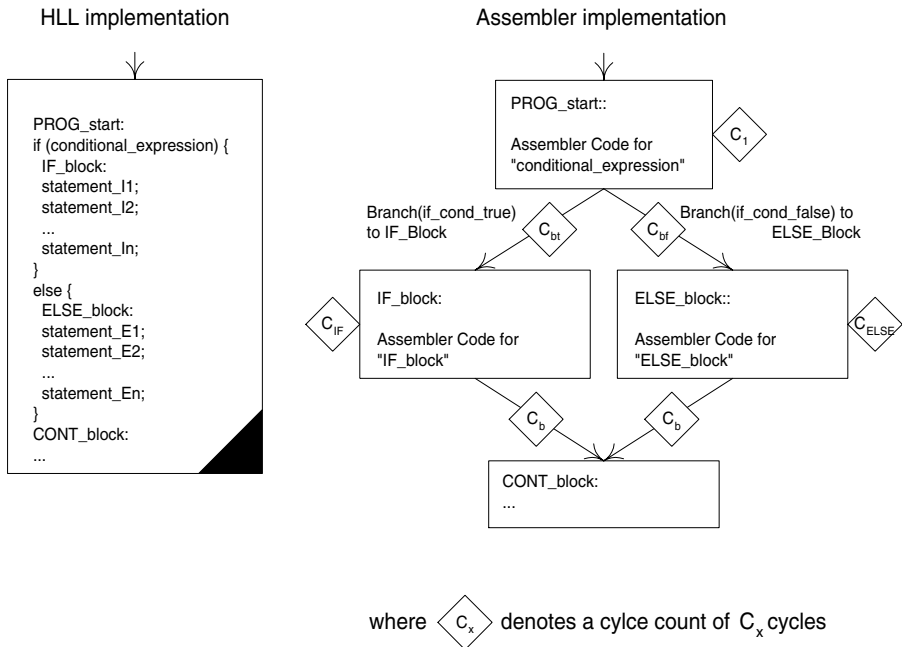 HLL implementation
PROG_start:
if (conditional_expression) {
IF_block:
statement_I1;
statement_I2;
...
statement_In;
}
else {
ELSE_block:
statement_E1;
statement_E2;
...
statement_En;
}
CONT_block:
...
Assembler implementation
PROG_start::
Assembler Code for
"conditional_expression"
C1
Branch(if_cond_true)
to IF_Block
Cbt
Cbf
Branch(if_cond_false) to
ELSE_Block
CIF
IF_block:
Assembler Code for
"IF_block"
ELSE_block::
Assembler Code for
"ELSE_block"
CELSE
Cb
Cb
CONT_block:
...
where Cx denotes a cylce count of Cx cycles